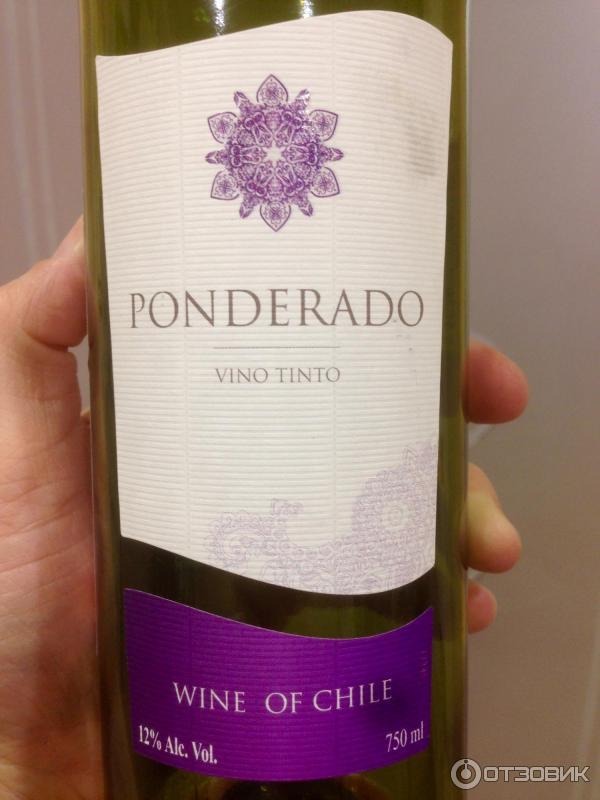 PONDERADO
VINO TINTO
WINE OF CHILE
12% Alc. Vol.
750 ml
ОТЗОВИК